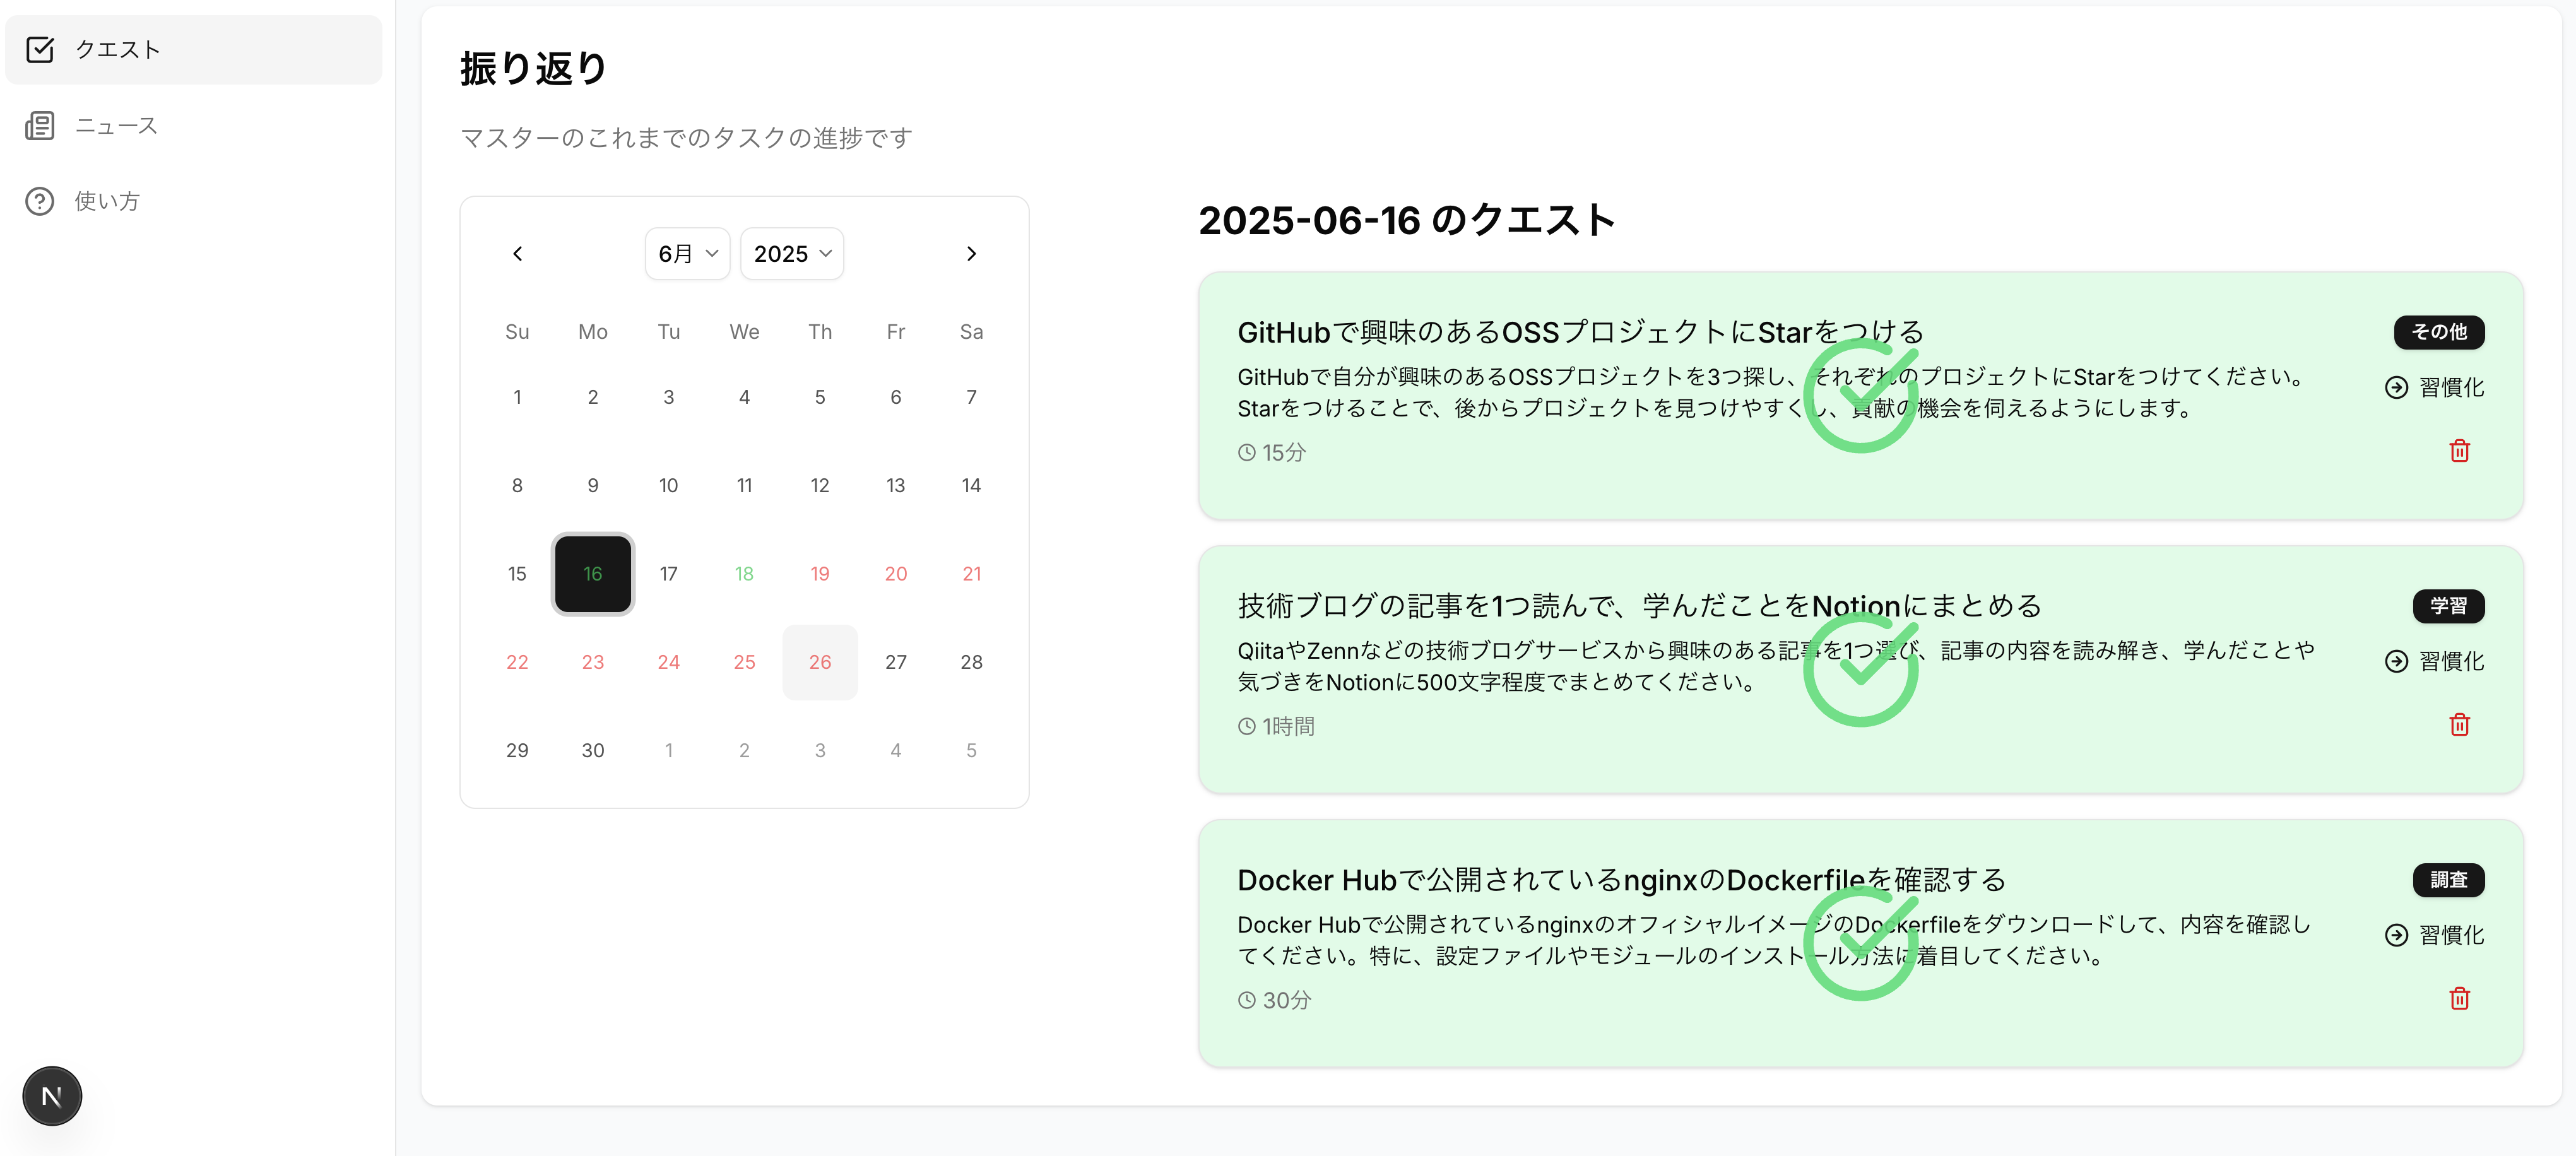 クエスト
ニュース
使い方
振り返り
マスターのこれまでのタスクの進捗です
6月 2025
Su Mo Tu We Th Fr Sa
1 2 3 4 5 6 7
8 9 10 11 12 13 14
15 16 17 18 19 20 21
22 23 24 25 26 27 28
29 30 1 2 3 4 5
2025-06-16 のクエスト
GitHubで興味のあるOSSプロジェクトにStarをつける
その他
GitHubで自分が興味のあるOSSプロジェクトを3つ探し、それぞれのプロジェクトにStarをつけてください。
Starをつけることで、後からプロジェクトを見つけやすくし、貢献の機会を伺えるようにします。
習慣化
15分
技術ブログの記事を1つ読んで、学んだことをNotionにまとめる
学習
QiitaやZennなどの技術ブログサービスから興味のある記事を1つ選び、記事の内容を読み解き、学んだことや
気づきをNotionに500文字程度でまとめてください。
習慣化
1時間
Docker Hubで公開されているnginxのDockerfileを確認する
調査
Docker Hubで公開されているnginxのオフィシャルイメージのDockerfileをダウンロードして、内容を確認し
てください。特に、設定ファイルやモジュールのインストール方法に着目してください。
習慣化
30分
N